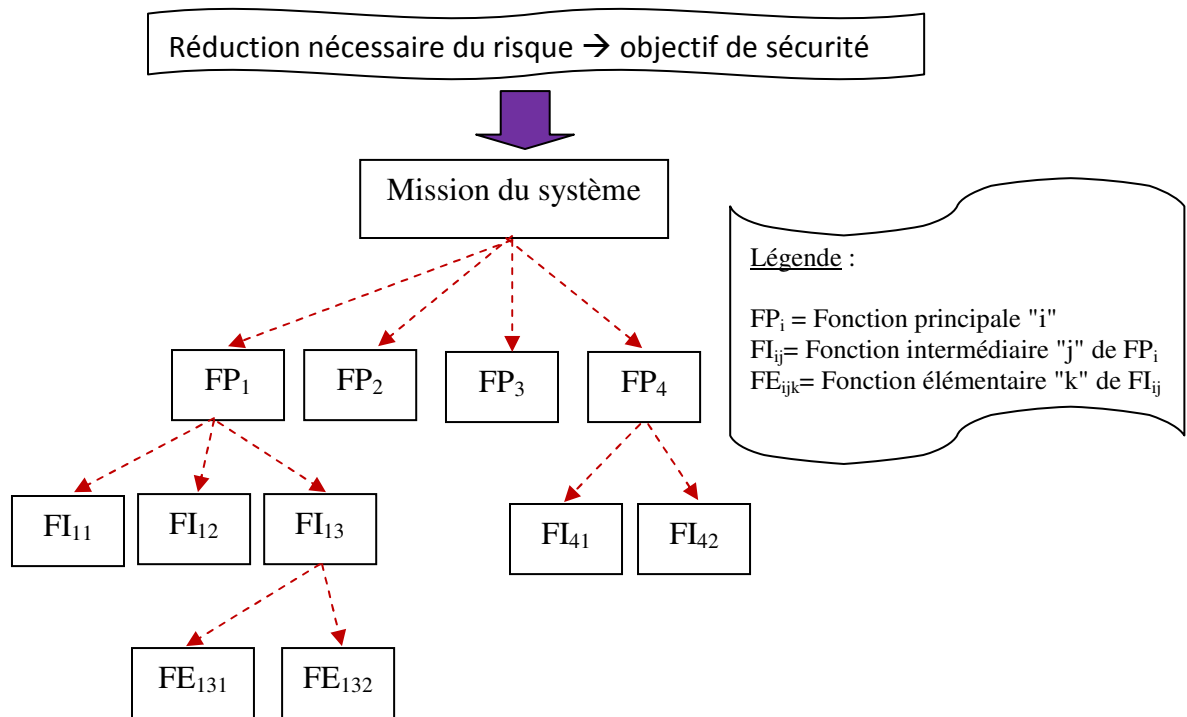 Réduction nécessaire du risque → objectif de sécurité
Mission du système
Légende :
FPᵢ = Fonction principale "i"
FIᵢⱼ= Fonction intermédiaire "j" de FPᵢ
FEᵢⱼₖ= Fonction élémentaire "k" de FIᵢⱼ
FP₁ FP₂ FP₃ FP₄
FI₁₁ FI₁₂ FI₁₃ FI₄₁ FI₄₂
FE₁₃₁ FE₁₃₂